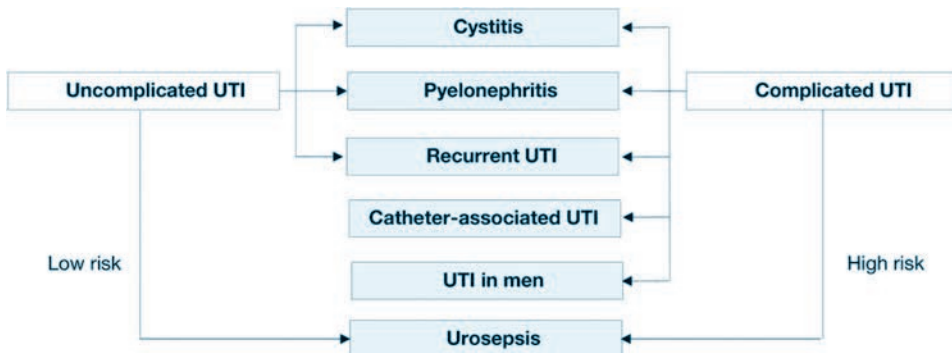 Cystitis
Uncomplicated UTI
Pyelonephritis
Complicated UTI
Recurrent UTI
Catheter-associated UTI
Low risk
High risk
UTI in men
Urosepsis